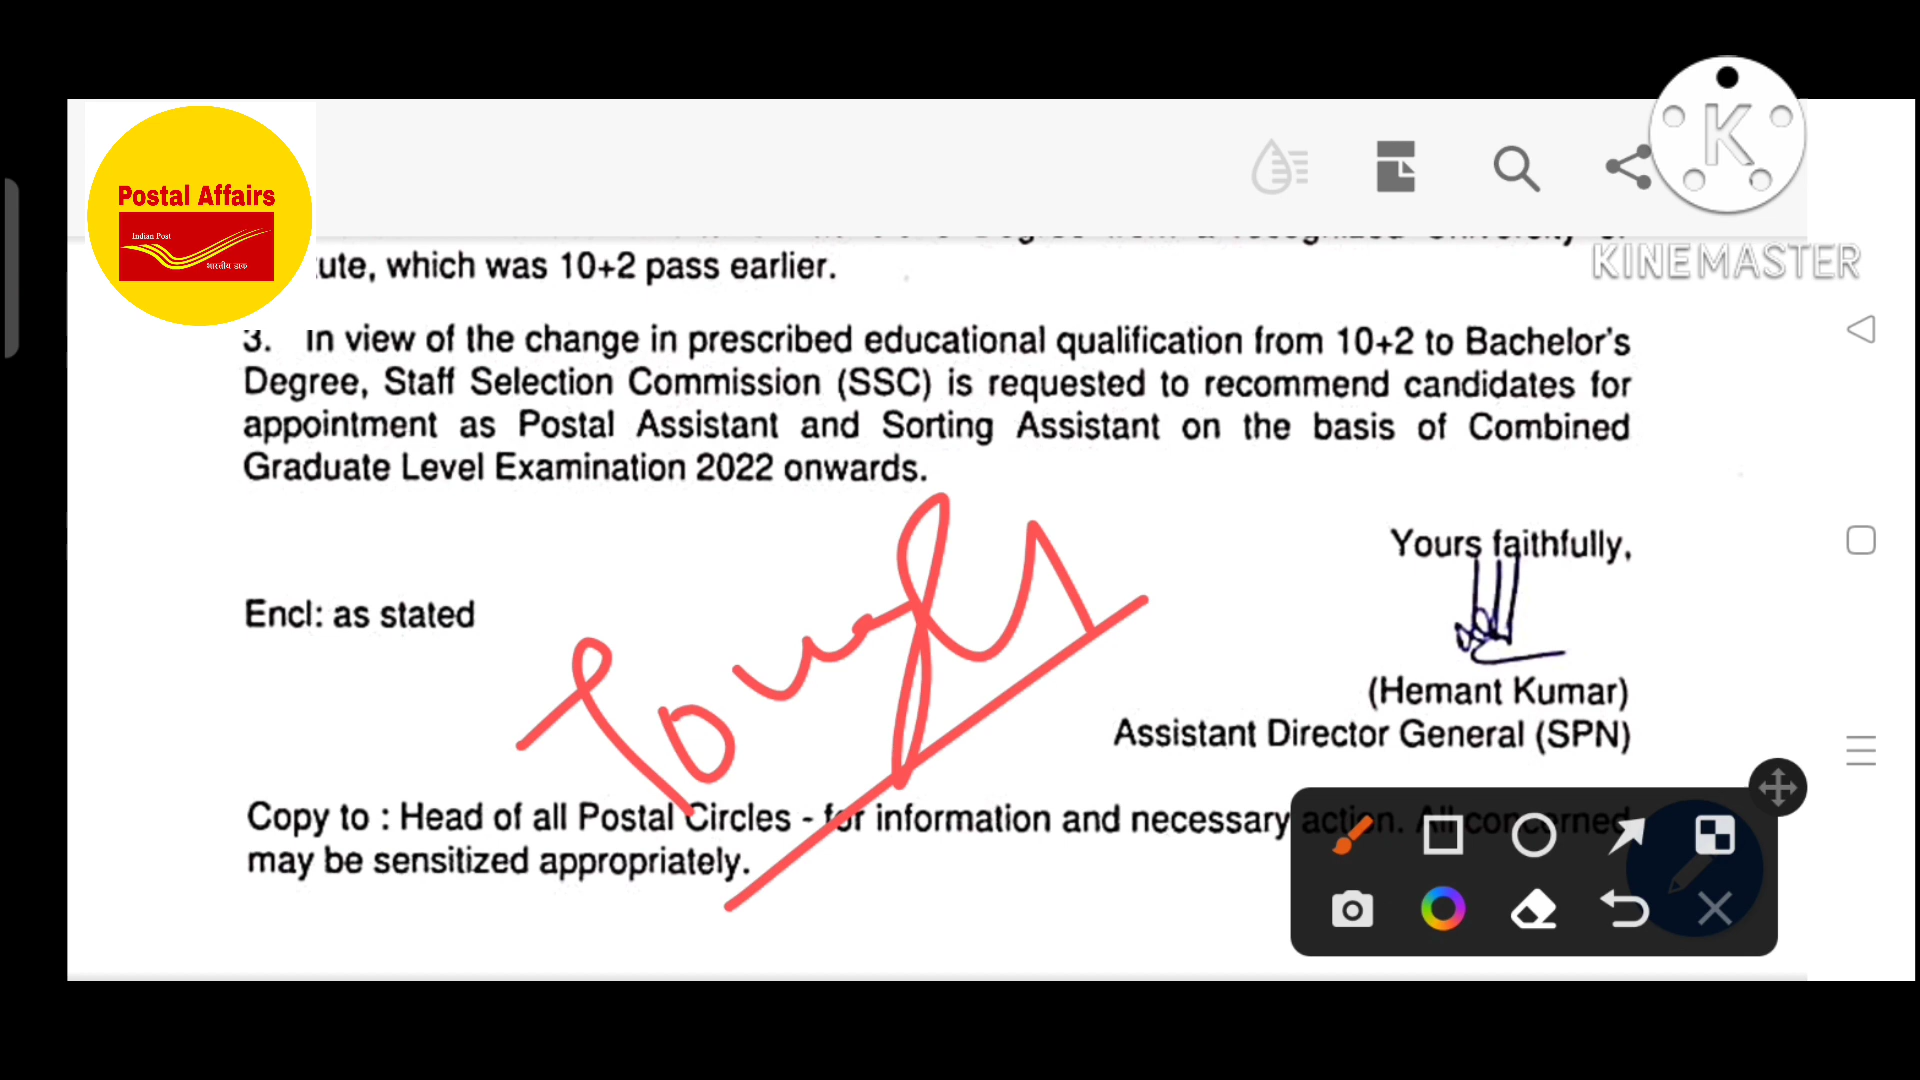 Postal Affairs
Indian Post
भारतीय डाक
K
KINEMASTER
ute, which was 10+2 pass earlier.
3. In view of the change in prescribed educational qualification from 10+2 to Bachelor's
Degree, Staff Selection Commission (SSC) is requested to recommend candidates for
appointment as Postal Assistant and Sorting Assistant on the basis of Combined
Graduate Level Examination 2022 onwards.
Yours faithfully,
Encl: as stated
(Hemant Kumar)
Assistant Director General (SPN)
Copy to : Head of all Postal Circles - for information and necessary action. All concerned
may be sensitized appropriately.